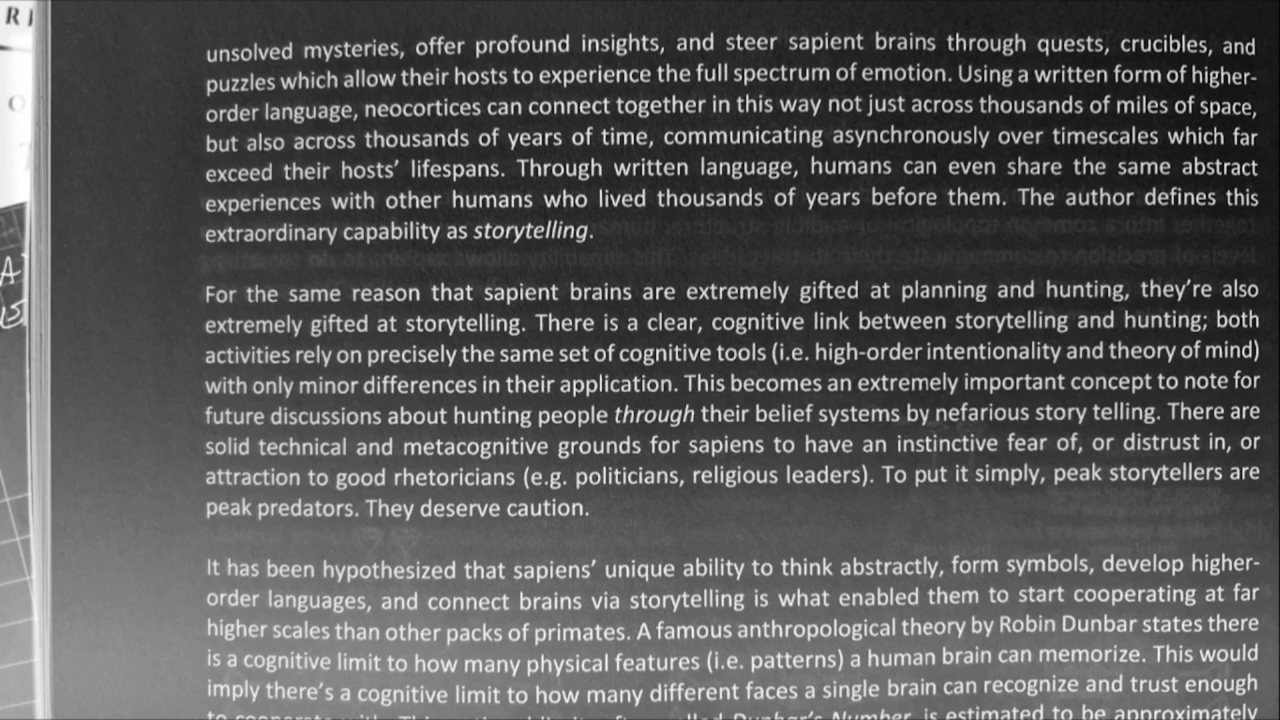 unsolved mysteries, offer profound insights, and steer sapient brains through quests, crucibles, and
puzzles which allow their hosts to experience the full spectrum of emotion. Using a written form of higher-
order language, neocortices can connect together in this way not just across thousands of miles of space,
but also across thousands of years of time, communicating asynchronously over timescales which far
exceed their hosts’ lifespans. Through written language, humans can even share the same abstract
experiences with other humans who lived thousands of years before them. The author defines this
extraordinary capability as storytelling.
For the same reason that sapient brains are extremely gifted at planning and hunting, they’re also
extremely gifted at storytelling. There is a clear, cognitive link between storytelling and hunting; both
activities rely on precisely the same set of cognitive tools (i.e. high-order intentionality and theory of mind)
with only minor differences in their application. This becomes an extremely important concept to note for
future discussions about hunting people through their belief systems by nefarious story telling. There are
solid technical and metacognitive grounds for sapiens to have an instinctive fear of, or distrust in, or
attraction to good rhetoricians (e.g. politicians, religious leaders). To put it simply, peak storytellers are
peak predators. They deserve caution.
It has been hypothesized that sapiens’ unique ability to think abstractly, form symbols, develop higher-
order languages, and connect brains via storytelling is what enabled them to start cooperating at far
higher scales than other packs of primates. A famous anthropological theory by Robin Dunbar states there
is a cognitive limit to how many physical features (i.e. patterns) a human brain can memorize. This would
imply there’s a cognitive limit to how many different faces a single brain can recognize and trust enough
Dunbar’s Number, is estimated to be approximately